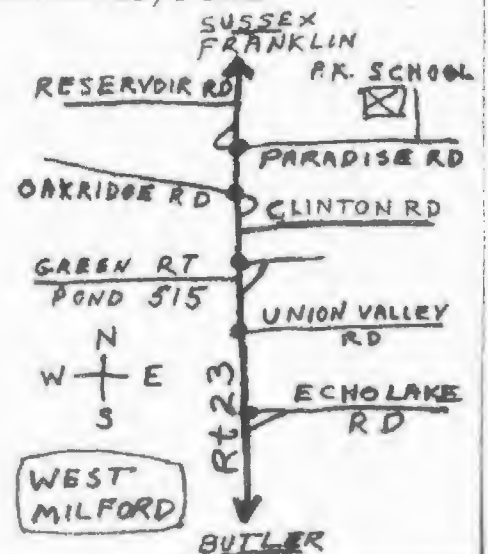 SUSSEX
FRANKLIN
P.K. SCHOOL
RESERVOIR RD
PARADISE RD
OAKRIDGE RD
CLINTON RD
GREEN RT
POND 515
UNION VALLEY
RD
N
W E
S
Rt 23
ECHO LAKE
RD
WEST
MILFORD
BUTLER